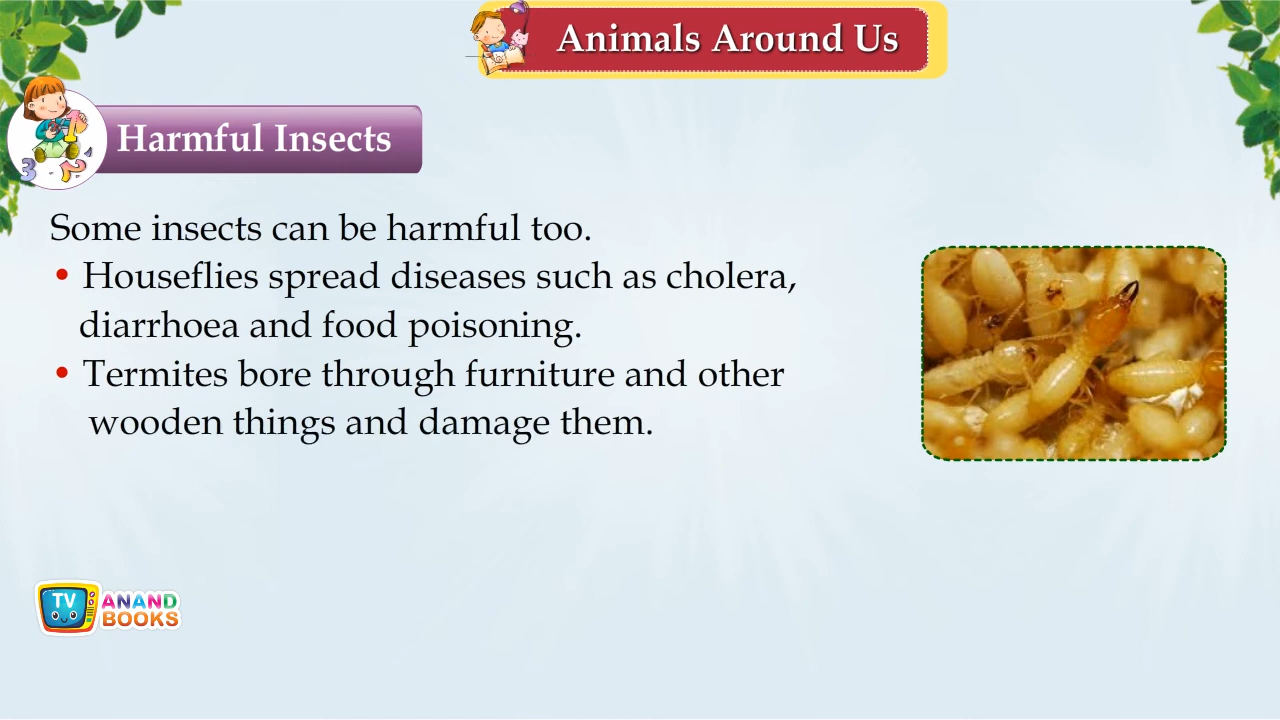 Animals Around Us
Harmful Insects
Some insects can be harmful too.
• Houseflies spread diseases such as cholera,
diarrhoea and food poisoning.
• Termites bore through furniture and other
wooden things and damage them.
TV
ANAND
BOOKS